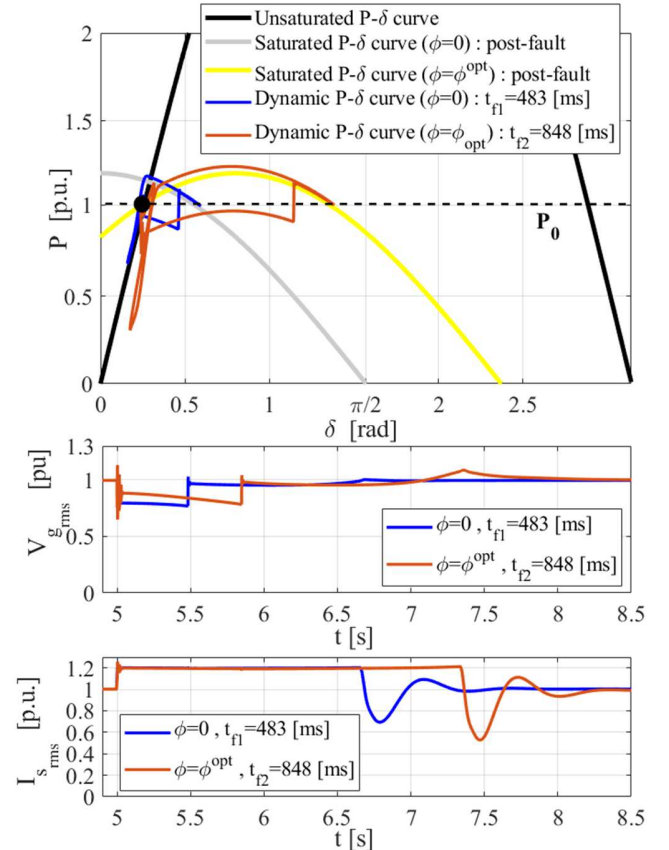 Unsaturated P-δ curve
Saturated P-δ curve (ϕ=0) : post-fault
Saturated P-δ curve (ϕ=ϕ^opt) : post-fault
Dynamic P-δ curve (ϕ=0) : t_f1=483 [ms]
Dynamic P-δ curve (ϕ=ϕ_opt) : t_f2=848 [ms]
2
1.5
1
0.5
0
P [p.u.]
P_0
0 0.5 1 π/2 2 2.5
δ [rad]
1.3
1
0.5
0
V_g_rms [pu]
ϕ=0 , t_f1=483 [ms]
ϕ=ϕ^opt , t_f2=848 [ms]
5 5.5 6 6.5 7 7.5 8 8.5
t [s]
1.2
1
0.8
0.6
0.4
0.2
0
I_s_rms [p.u.]
ϕ=0 , t_f1=483 [ms]
ϕ=ϕ^opt , t_f2=848 [ms]
5 5.5 6 6.5 7 7.5 8 8.5
t [s]